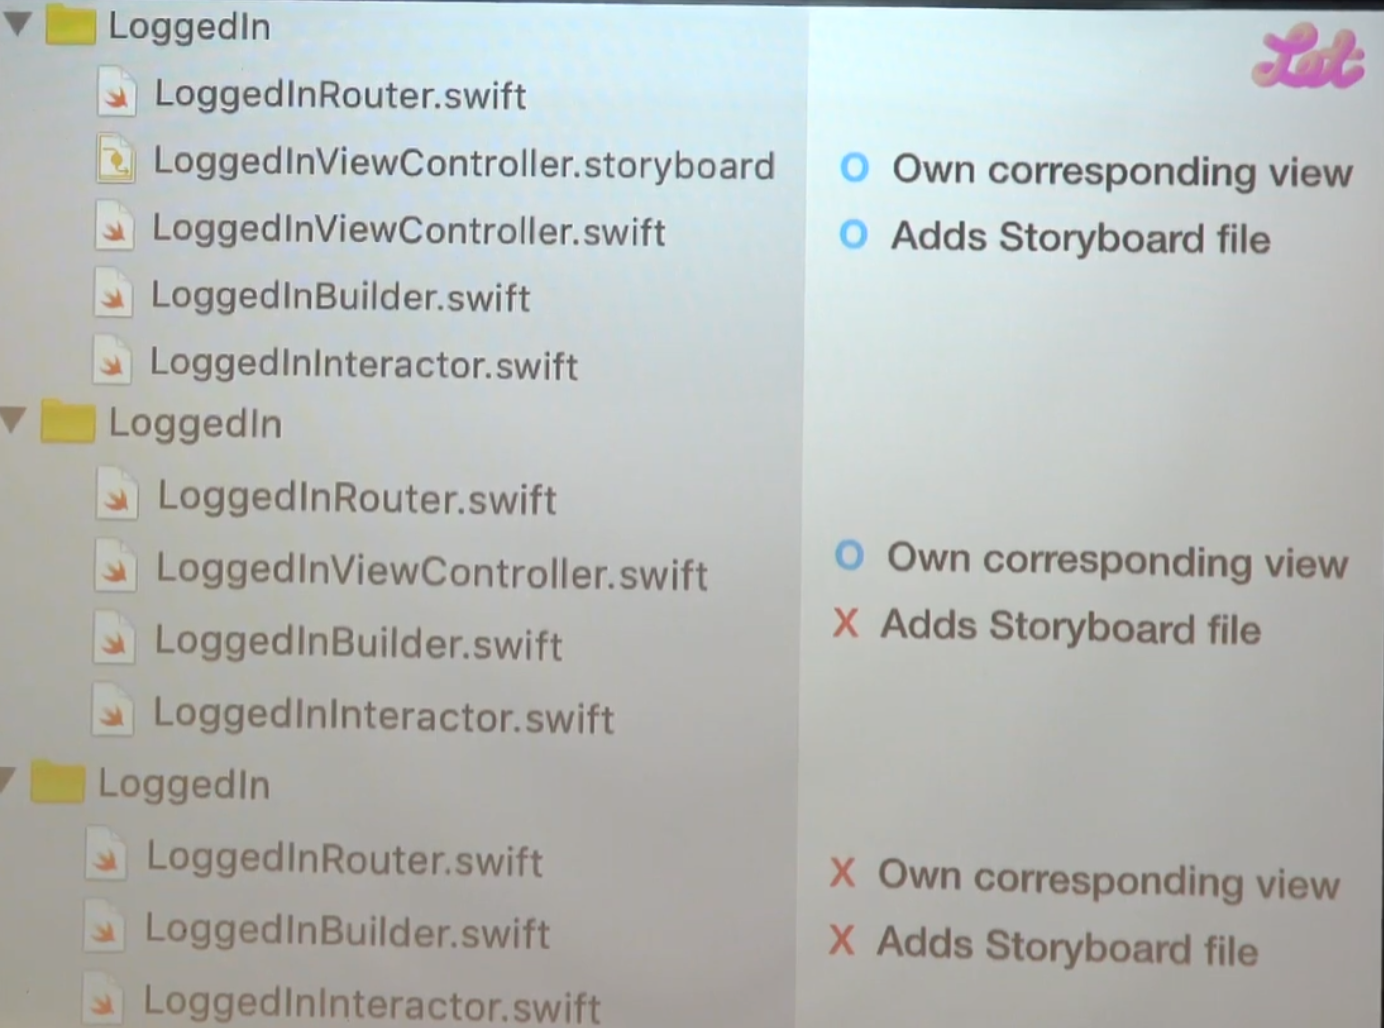 LoggedIn
Lat
LoggedInRouter.swift
LoggedInViewController.storyboard
O Own corresponding view
LoggedInViewController.swift
O Adds Storyboard file
LoggedInBuilder.swift
LoggedInInteractor.swift
LoggedIn
LoggedInRouter.swift
LoggedInViewController.swift
O Own corresponding view
LoggedInBuilder.swift
X Adds Storyboard file
LoggedInInteractor.swift
LoggedIn
LoggedInRouter.swift
X Own corresponding view
LoggedInBuilder.swift
X Adds Storyboard file
LoggedInInteractor.swift